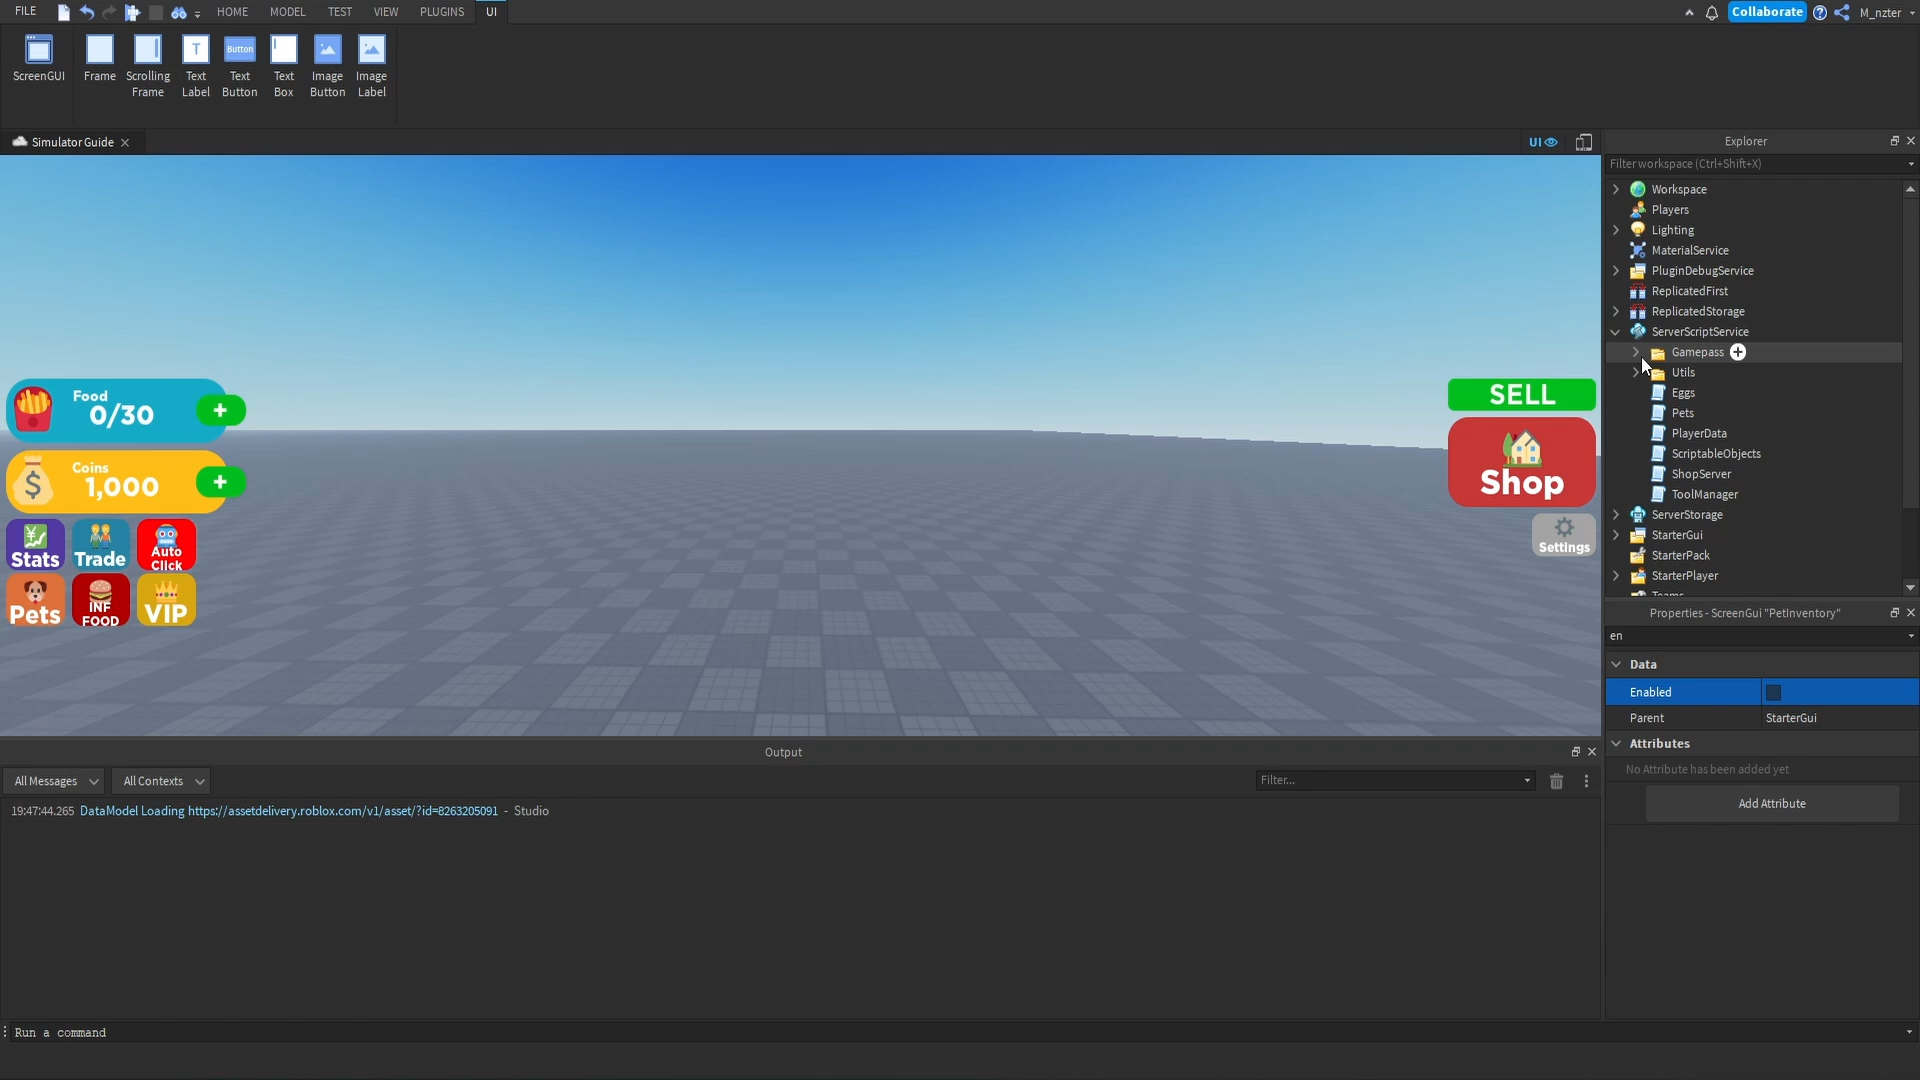 FILE
HOME
MODEL
TEST
VIEW
PLUGINS
UI
Collaborate
M_nzter
ScreenGUI
Frame
Scrolling
Frame
Text
Label
Text
Button
Text
Box
Image
Button
Image
Label
T
Button
Simulator Guide
UI
Explorer
Filter workspace (Ctrl+Shift+X)
Workspace
Players
Lighting
MaterialService
PluginDebugService
ReplicatedFirst
ReplicatedStorage
ServerScriptService
Gamepass
Utils
Eggs
Pets
PlayerData
ScriptableObjects
ShopServer
ToolManager
ServerStorage
StarterGui
StarterPack
StarterPlayer
Teams
Food
0/30
+
Coins
1,000
+
$
Stats
Trade
Auto
Click
Pets
INF
FOOD
VIP
SELL
Shop
Settings
Properties - ScreenGui "PetInventory"
en
Data
Enabled
Parent
StarterGui
Attributes
No Attribute has been added yet
Add Attribute
Output
All Messages
All Contexts
Filter...
19:47:44.265 DataModel Loading https://assetdelivery.roblox.com/v1/asset/?id=8263205091 - Studio
Run a command